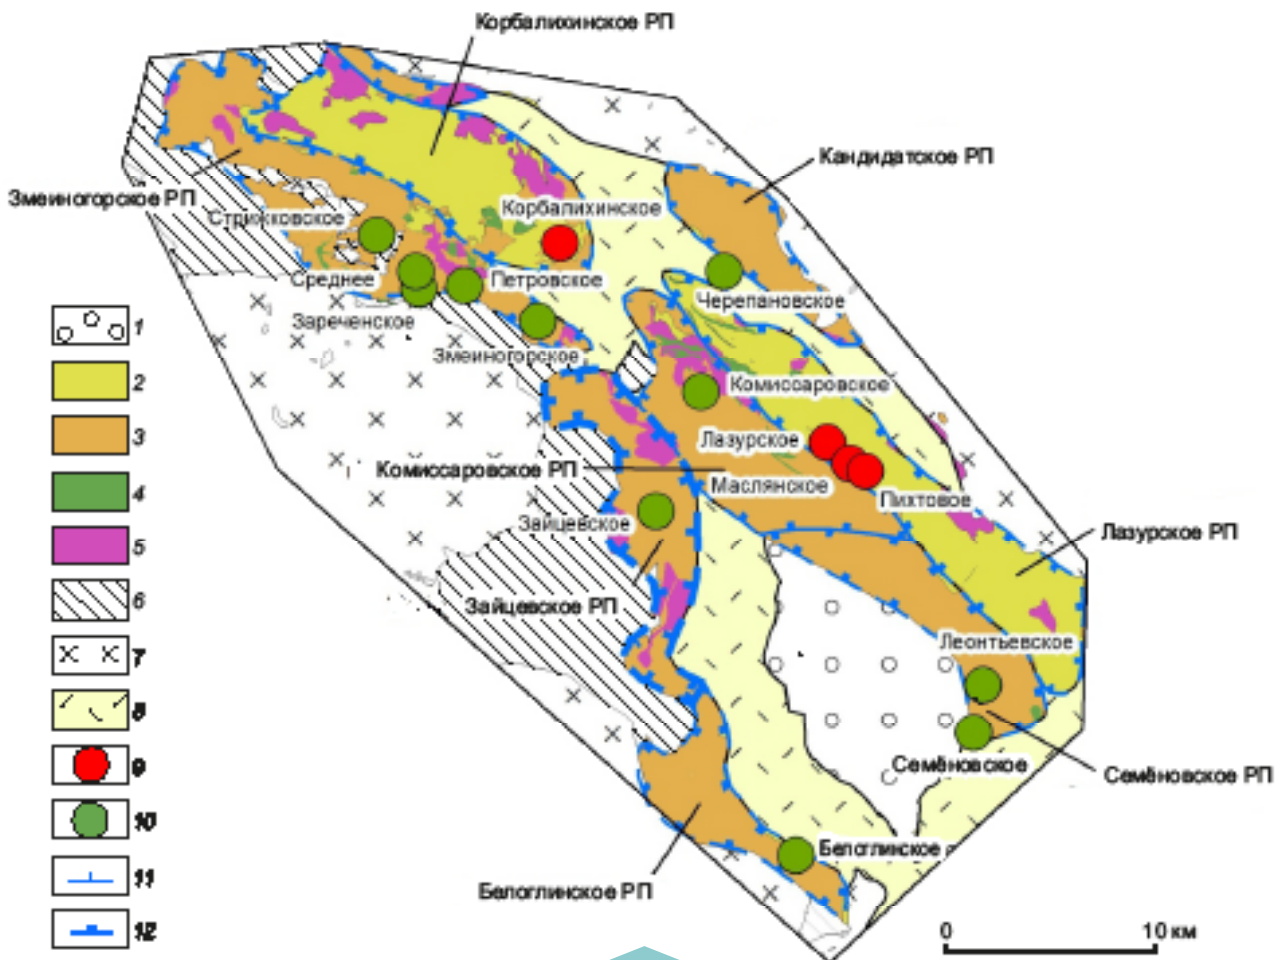 Корбалихинское РП
Кандидатское РП
Змеиногорское РП
Стрижковское
Корбалихинское
Среднее
Петровское
Черепановское
Зареченское
Змеиногорское
Комиссаровское
Лазурское
Комиссаровское РП
Маслянское
Пихтовое
Зайцевское
Лазурское РП
Зайцевское РП
Леонтьевское
Семёновское
Семёновское РП
Белоглинское
Белоглинское РП
1
2
3
4
5
6
7
8
9
10
11
12
0 10 км